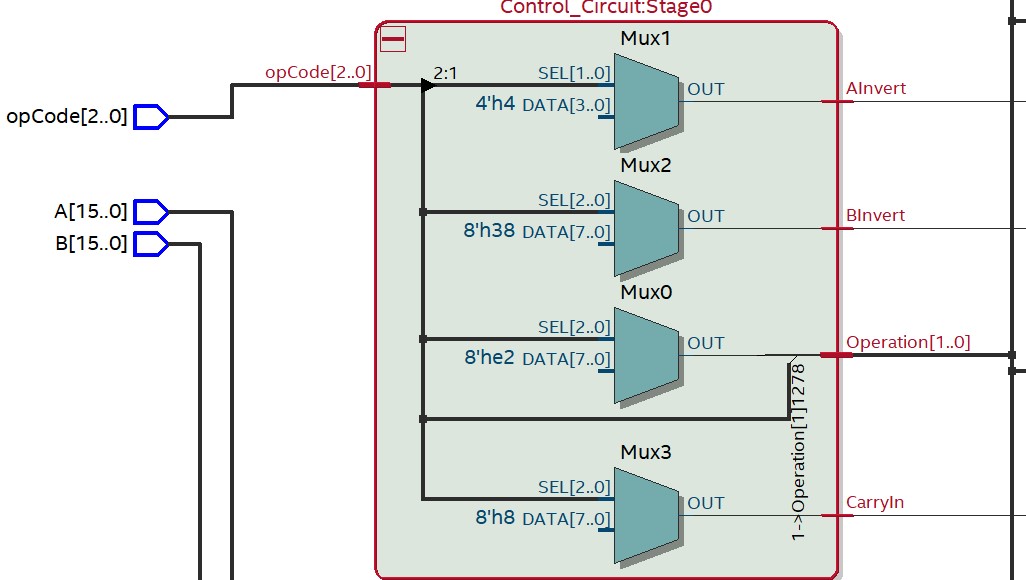 Control_Circuit:Stage0
Mux1
opCode[2..0]
2:1
SEL[1..0]
OUT
AInvert
4'h4 DATA[3..0]
opCode[2..0]
Mux2
SEL[2..0]
OUT
BInvert
A[15..0]
8'h38 DATA[7..0]
B[15..0]
Mux0
SEL[2..0]
OUT
Operation[1..0]
8'he2 DATA[7..0]
1->Operation[1]1278
Mux3
SEL[2..0]
OUT
CarryIn
8'h8 DATA[7..0]